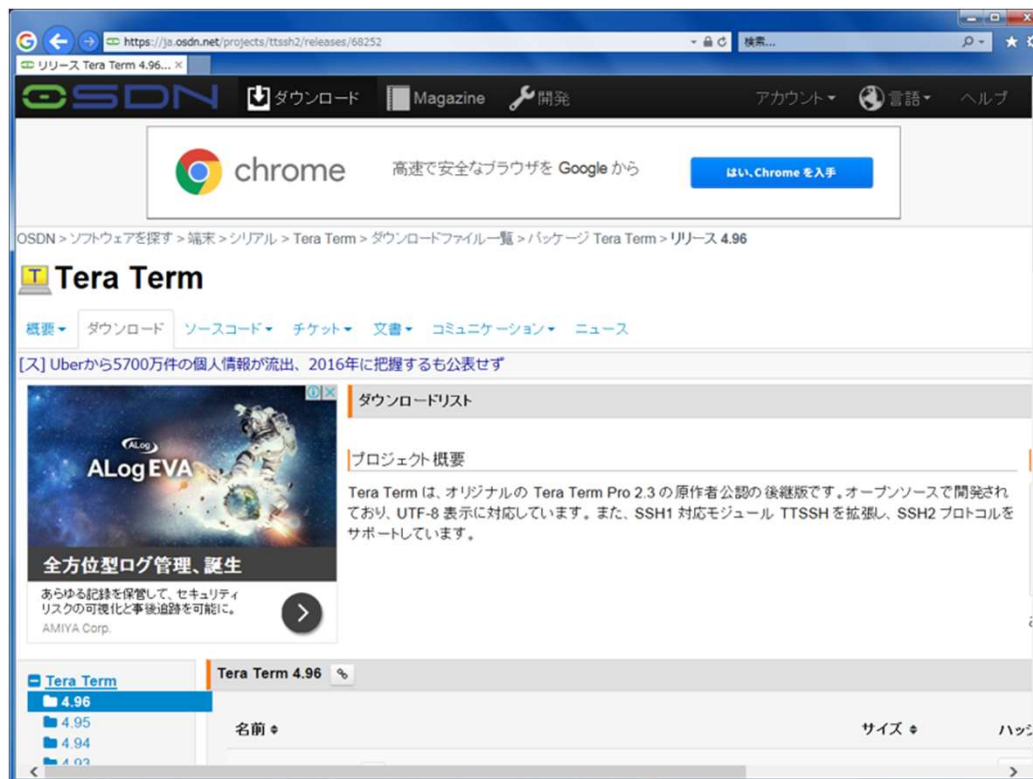 https://ja.osdn.net/projects/ttssh2/releases/68252
検索...
リリース Tera Term 4.96... ×
OSDN
ダウンロード
Magazine
開発
アカウント
言語
ヘルプ
chrome
高速で安全なブラウザを Google から
はい、Chrome を入手
OSDN > ソフトウェアを探す > 端末 > シリアル > Tera Term > ダウンロードファイル一覧 > パッケージ Tera Term > リリース 4.96
T
Tera Term
概要 ダウンロード ソースコード チケット 文書 コミュニケーション ニュース
[ス] Uberから5700万件の個人情報が流出、2016年に把握するも公表せず
ALog
ALog EVA
全方位型ログ管理、誕生
あらゆる記録を保管して、セキュリティ
リスクの可視化と事後追跡を可能に。
AMIYA Corp.
ダウンロードリスト
プロジェクト概要
Tera Term は、オリジナルの Tera Term Pro 2.3 の原作者公認の後継版です。オープンソースで開発され
ており、UTF-8 表示に対応しています。また、SSH1 対応モジュール TTSSH を拡張し、SSH2 プロトコルを
サポートしています。
Tera Term
4.96
4.95
4.94
4.93
Tera Term 4.96
名前
サイズ